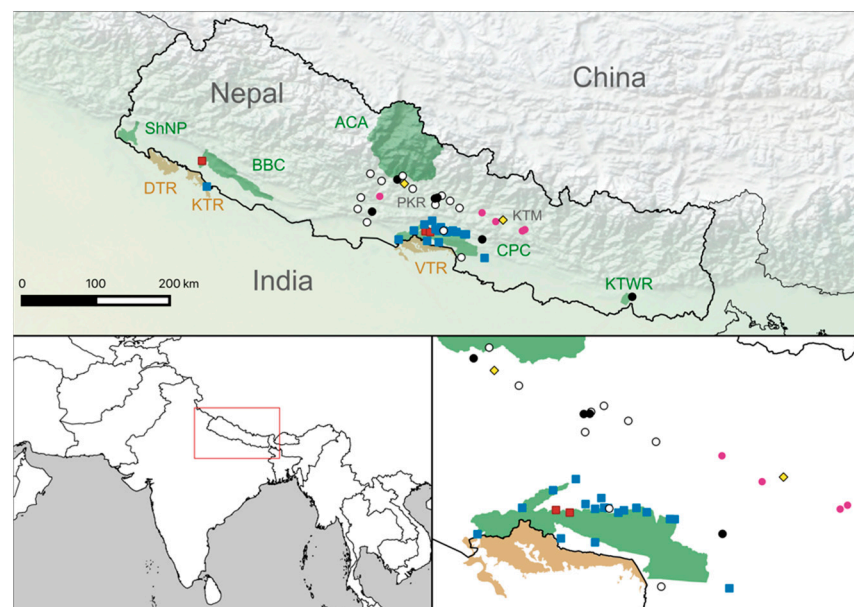 China
Nepal
ACA
ShNP
BBC
DTR
KTR
PKR
KTM
CPC
VTR
KTWR
India
0 100 200 km